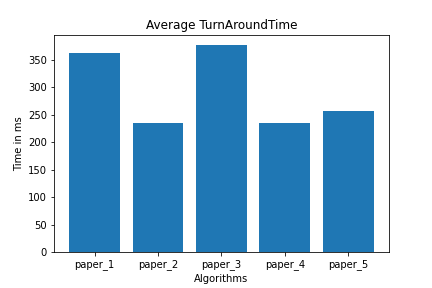 Average TurnAroundTime
Time in ms
350
300
250
200
150
100
50
0
paper_1 paper_2 paper_3 paper_4 paper_5
Algorithms